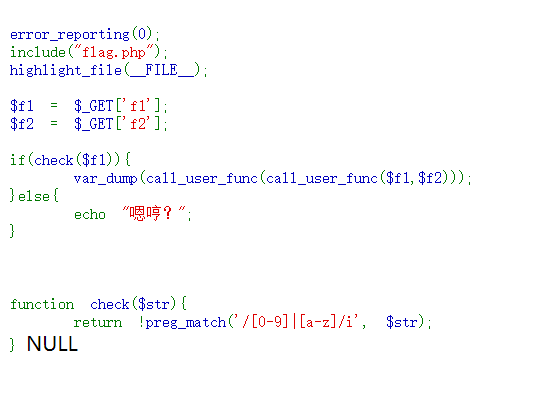 error_reporting(0);
include("flag.php");
highlight_file(__FILE__);
$f1 = $_GET['f1'];
$f2 = $_GET['f2'];
if(check($f1)){
var_dump(call_user_func(call_user_func($f1,$f2)));
}else{
echo "嗯哼？";
}
function check($str){
return !preg_match('/[0-9]|[a-z]/i', $str);
} NULL